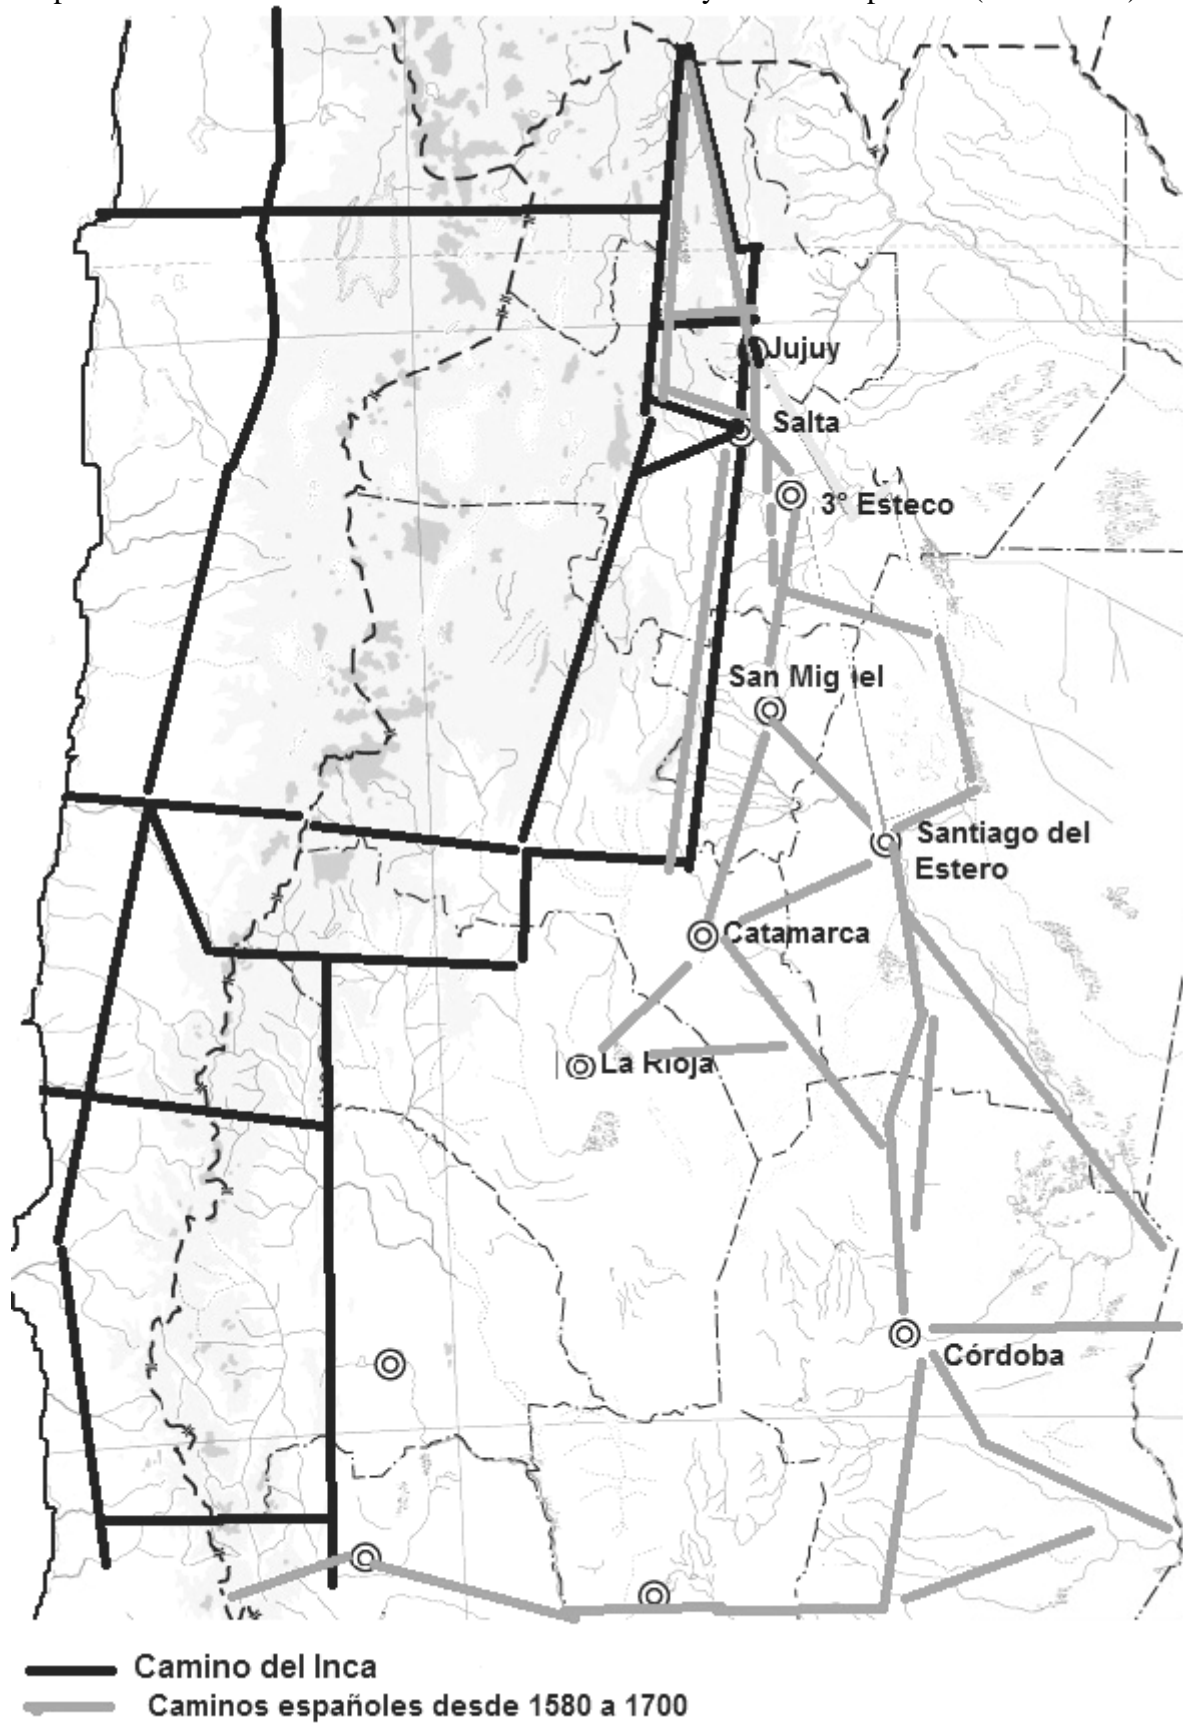 Jujuy
Salta
3° Esteco
San Mig iel
Santiago del
Estero
Catamarca
La Rioja
Córdoba
Camino del Inca
Caminos españoles desde 1580 a 1700